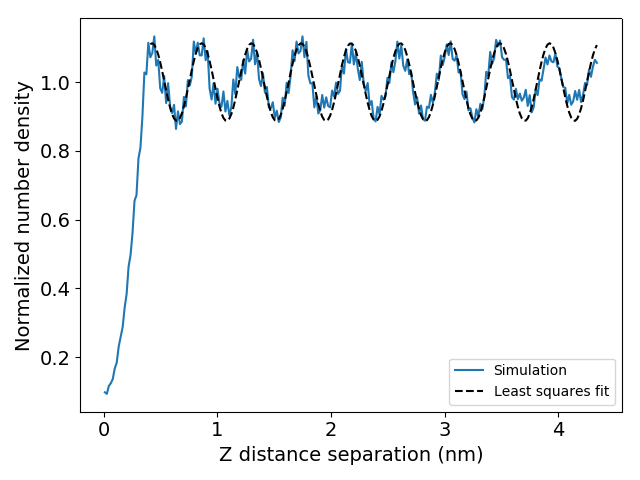 Normalized number density
1.0
0.8
0.6
0.4
0.2
Simulation
Least squares fit
0 1 2 3 4
Z distance separation (nm)